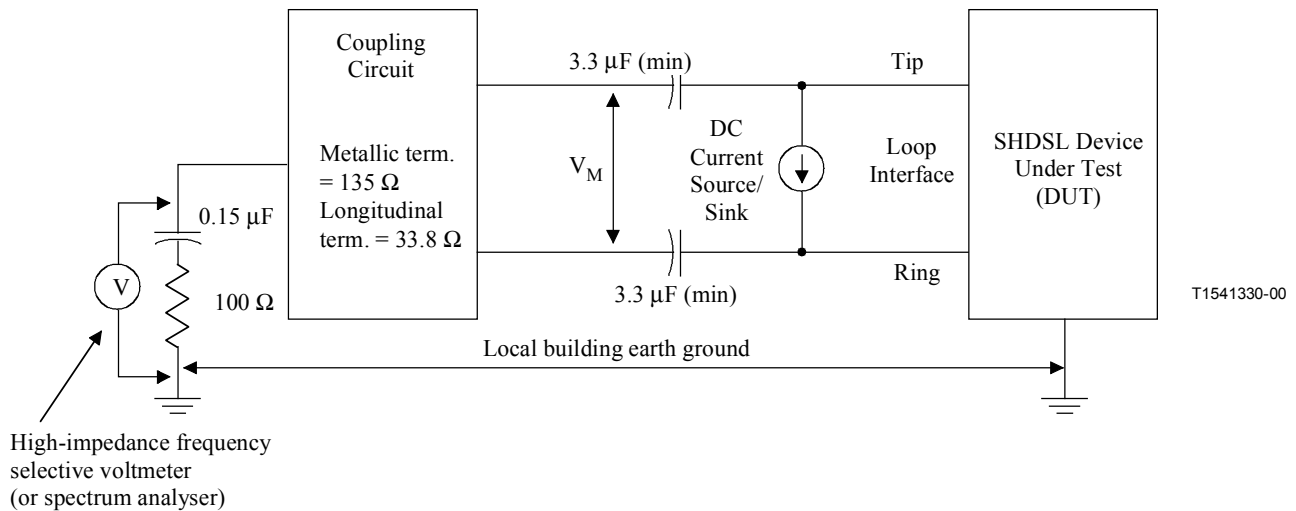 Coupling
Circuit
Metallic term.
= 135 Ω
Longitudinal
term. = 33.8 Ω
0.15 µF
V
100 Ω
3.3 µF (min)
V_M
3.3 µF (min)
DC
Current
Source/
Sink
Tip
Loop
Interface
Ring
SHDSL Device
Under Test
(DUT)
T1541330-00
Local building earth ground
High-impedance frequency
selective voltmeter
(or spectrum analyser)